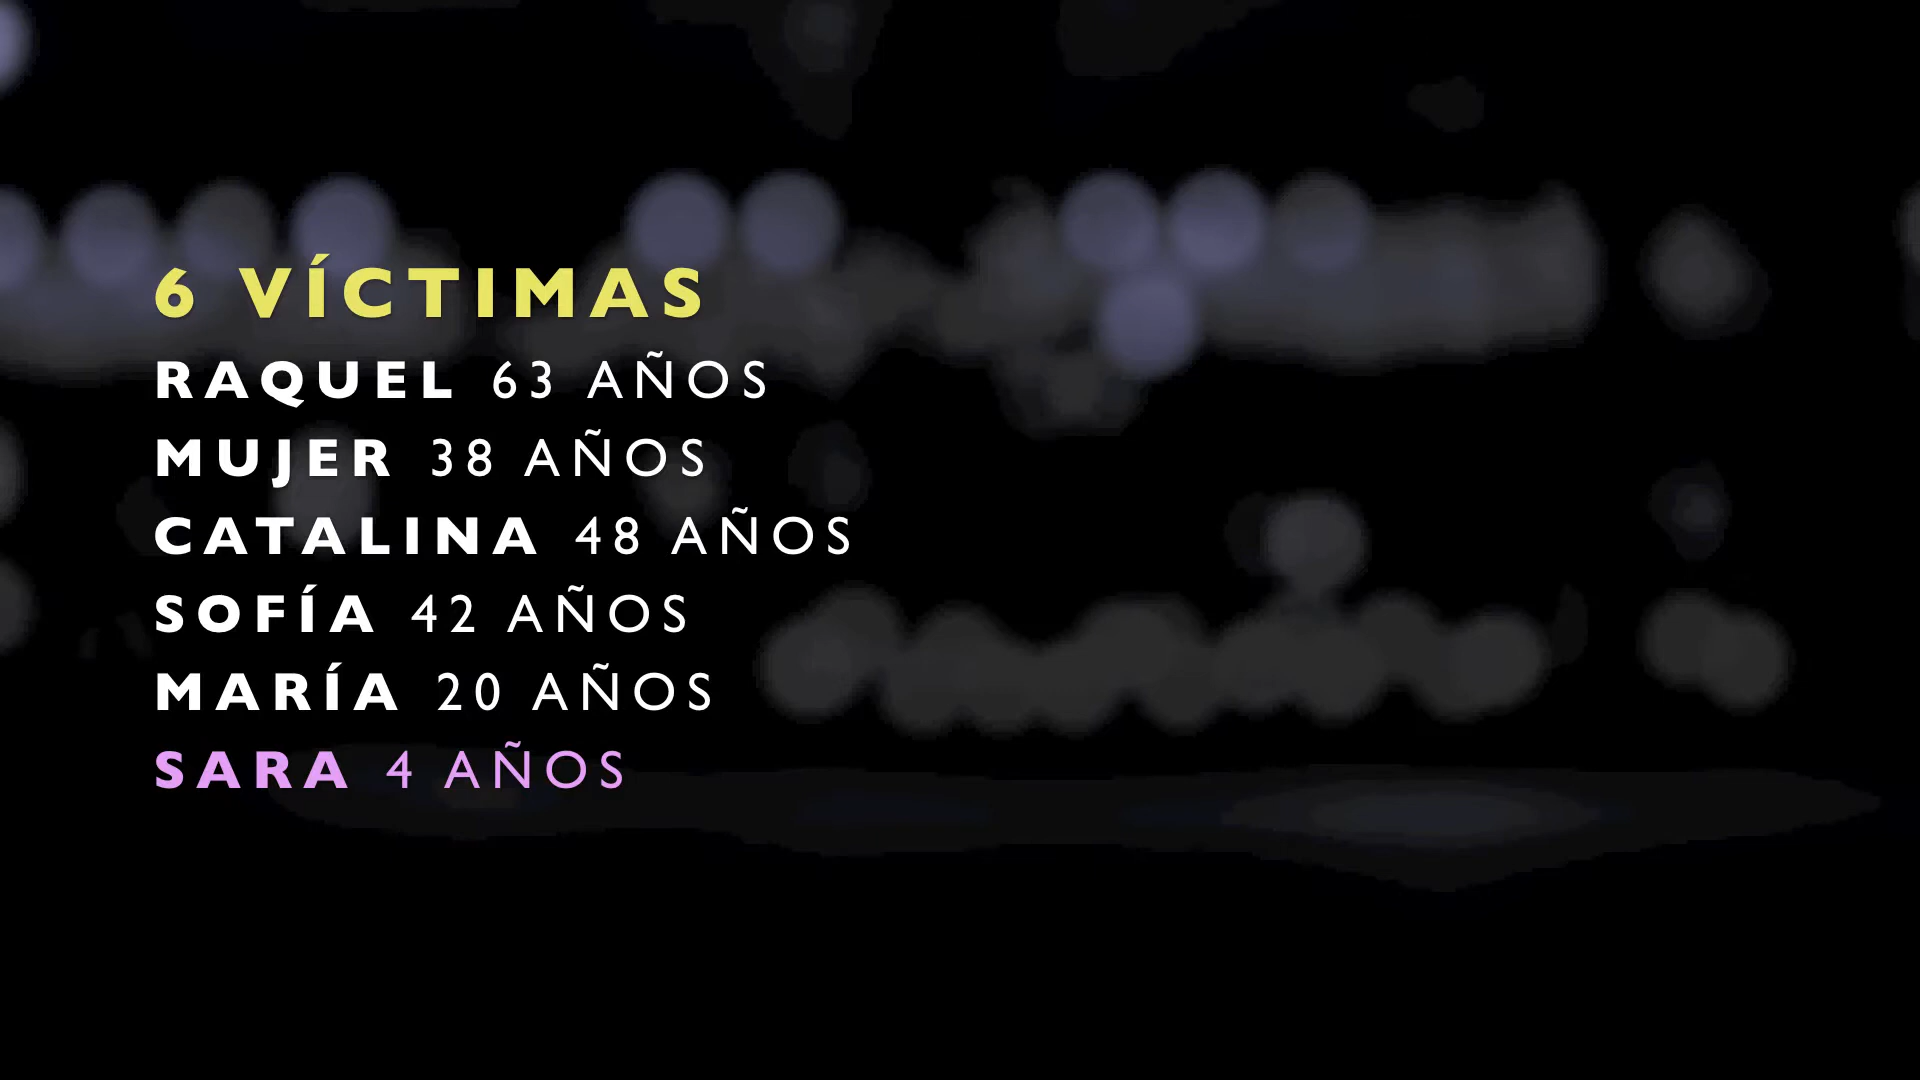 6 VÍCTIMAS
RAQUEL 63 AÑOS
MUJER 38 AÑOS
CATALINA 48 AÑOS
SOFÍA 42 AÑOS
MARÍA 20 AÑOS
SARA 4 AÑOS